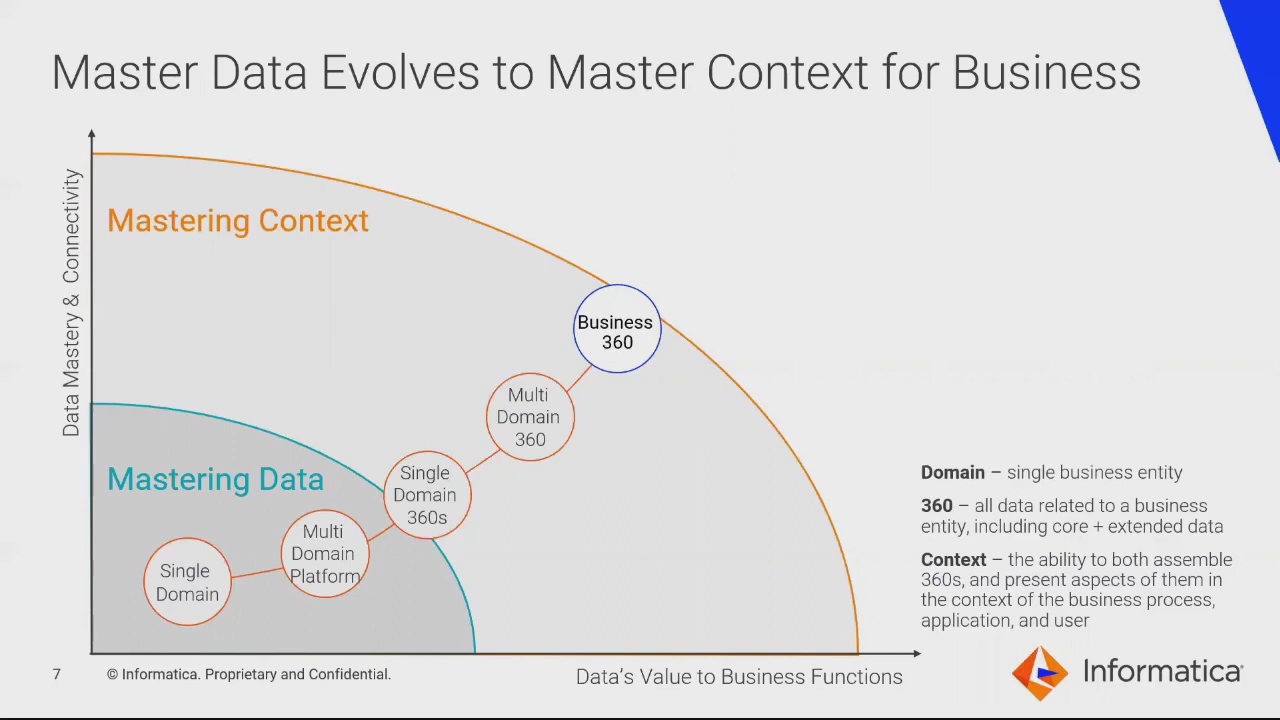 Master Data Evolves to Master Context for Business
Data Mastery & Connectivity
Mastering Context
Business
360
Multi
Domain
360
Mastering Data
Single
Domain
360s
Multi
Domain
Platform
Single
Domain
Domain – single business entity
360 – all data related to a business
entity, including core + extended data
Context – the ability to both assemble
360s, and present aspects of them in
the context of the business process,
application, and user
7
© Informatica. Proprietary and Confidential.
Data's Value to Business Functions
Informatica